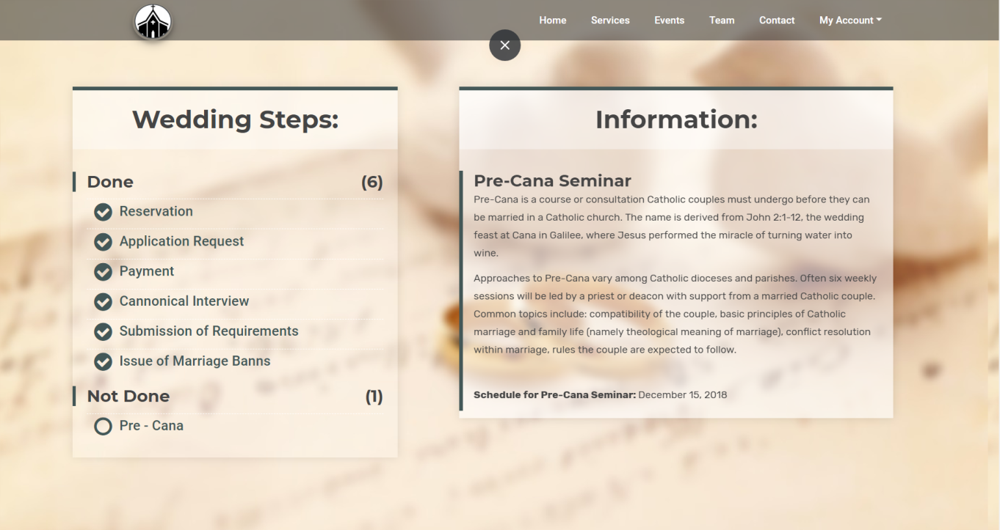 Home Services Events Team Contact My Account
Wedding Steps:
Done (6)
Reservation
Application Request
Payment
Cannonical Interview
Submission of Requirements
Issue of Marriage Banns
Not Done (1)
Pre - Cana
Information:
Pre-Cana Seminar
Pre-Cana is a course or consultation Catholic couples must undergo before they can
be married in a Catholic church. The name is derived from John 2:1-12, the wedding
feast at Cana in Galilee, where Jesus performed the miracle of turning water into
wine.
Approaches to Pre-Cana vary among Catholic dioceses and parishes. Often six weekly
sessions will be led by a priest or deacon with support from a married Catholic couple.
Common topics include: compatibility of the couple, basic principles of Catholic
marriage and family life (namely theological meaning of marriage), conflict resolution
within marriage, rules the couple are expected to follow.
Schedule for Pre-Cana Seminar: December 15, 2018